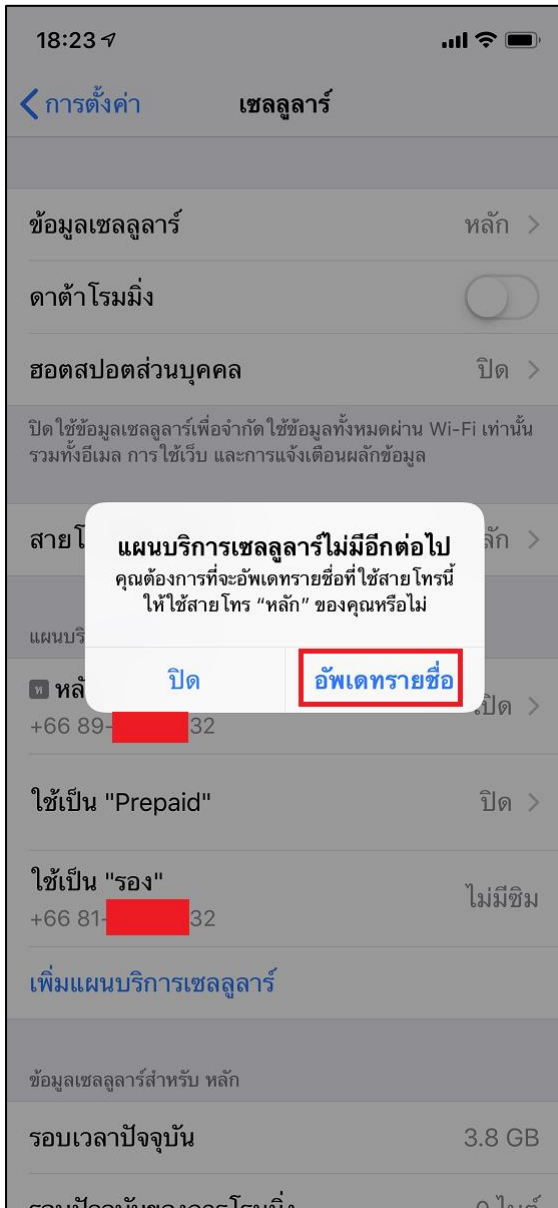 18:23
การตั้งค่า เซลลูลาร์
ข้อมูลเซลลูลาร์ หลัก
ดาต้าโรมมิ่ง
ฮอตสปอตส่วนบุคคล ปิด
ปิดใช้ข้อมูลเซลลูลาร์เพื่อจำกัดใช้ข้อมูลทั้งหมดผ่าน Wi-Fi เท่านั้น
รวมทั้งอีเมล การใช้เว็บ และการแจ้งเตือนผลักข้อมูล
แผนบริการเซลลูลาร์ไม่มีอีกต่อไป
คุณต้องการที่จะอัพเดทรายชื่อที่ใช้สายโทรนี้
ให้ใช้สายโทร “หลัก” ของคุณหรือไม่
ปิด อัพเดทรายชื่อ
+66 89- 32
ใช้เป็น "Prepaid" ปิด
ใช้เป็น "รอง" ไม่มีซิม
+66 81- 32
เพิ่มแผนบริการเซลลูลาร์
ข้อมูลเซลลูลาร์สำหรับ หลัก
รอบเวลาปัจจุบัน 3.8 GB